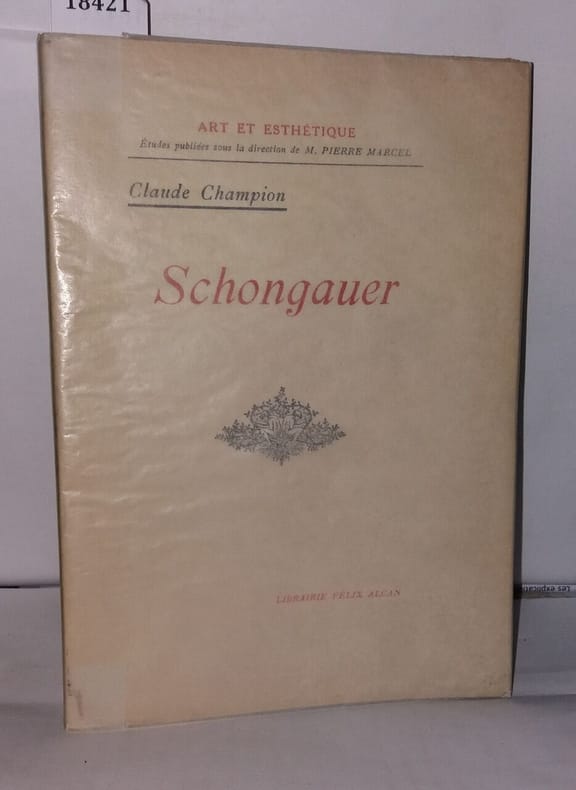 18421
ART ET ESTHÉTIQUE
Études publiées sous la direction de M. PIERRE MARCEL
Claude Champion
Schongauer
LIBRAIRIE FÉLIX ALCAN